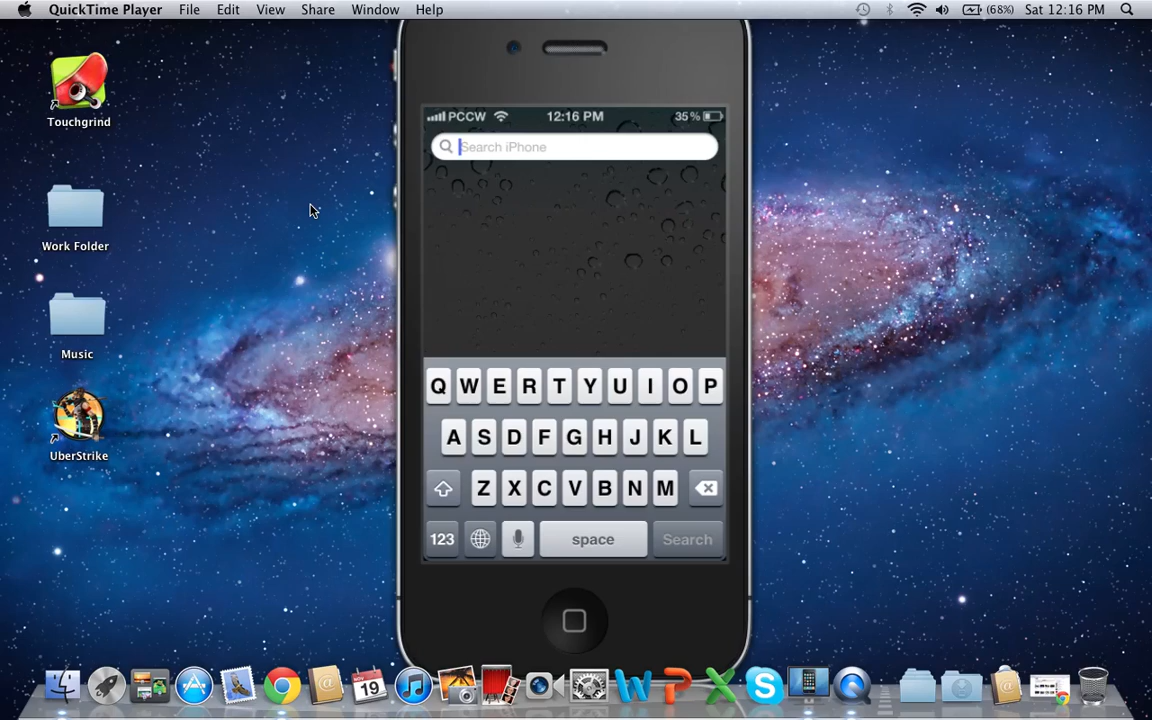 QuickTime Player File Edit View Share Window Help (68%) Sat 12:16 PM
Touchgrind
Work Folder
Music
UberStrike
PCCW 12:16 PM 35%
Search iPhone
Q W E R T Y U I O P
A S D F G H J K L
Z X C V B N M
123 space Search
NOV
19
W P X S